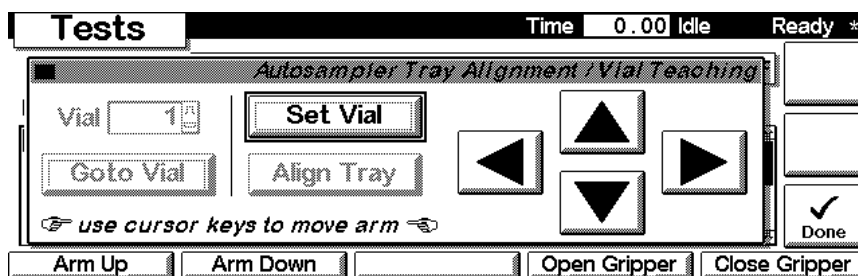 Tests Time 0.00 Idle Ready *
Autosampler Tray Alignment / Vial Teaching
Vial 1 Set Vial
Goto Vial Align Tray
use cursor keys to move arm
Done
Arm Up Arm Down Open Gripper Close Gripper